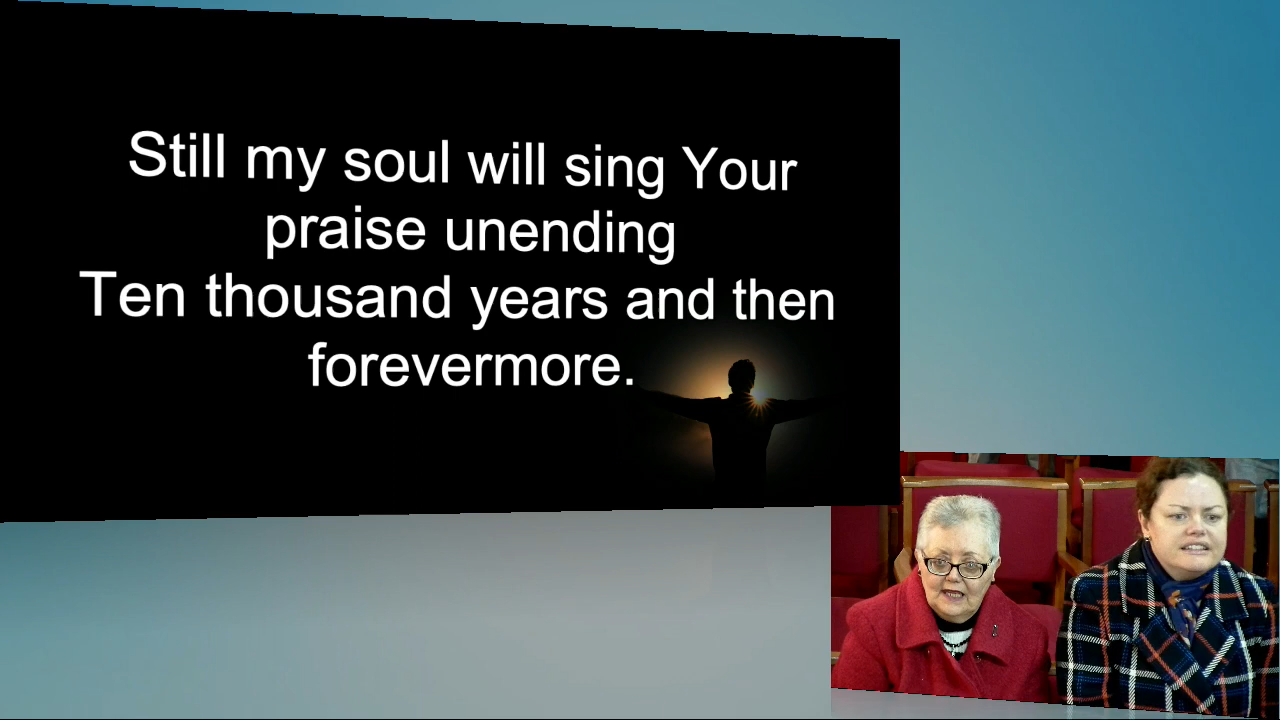 Still my soul will sing Your
praise unending
Ten thousand years and then
forevermore.